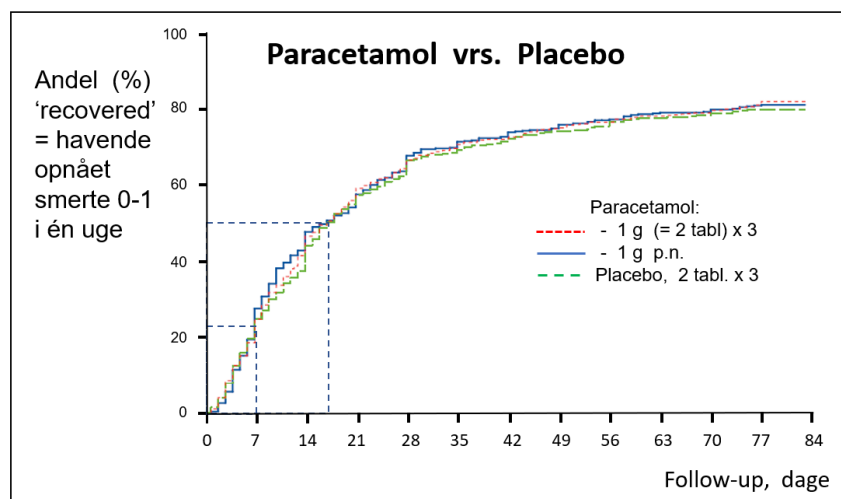 Paracetamol vrs. Placebo
Andel (%)
'recovered'
= havende
opnået
smerte 0-1
i én uge
100
80
60
40
20
0
Paracetamol:
- 1 g (= 2 tabl) x 3
- 1 g p.n.
Placebo, 2 tabl. x 3
0 7 14 21 28 35 42 49 56 63 70 77 84
Follow-up, dage